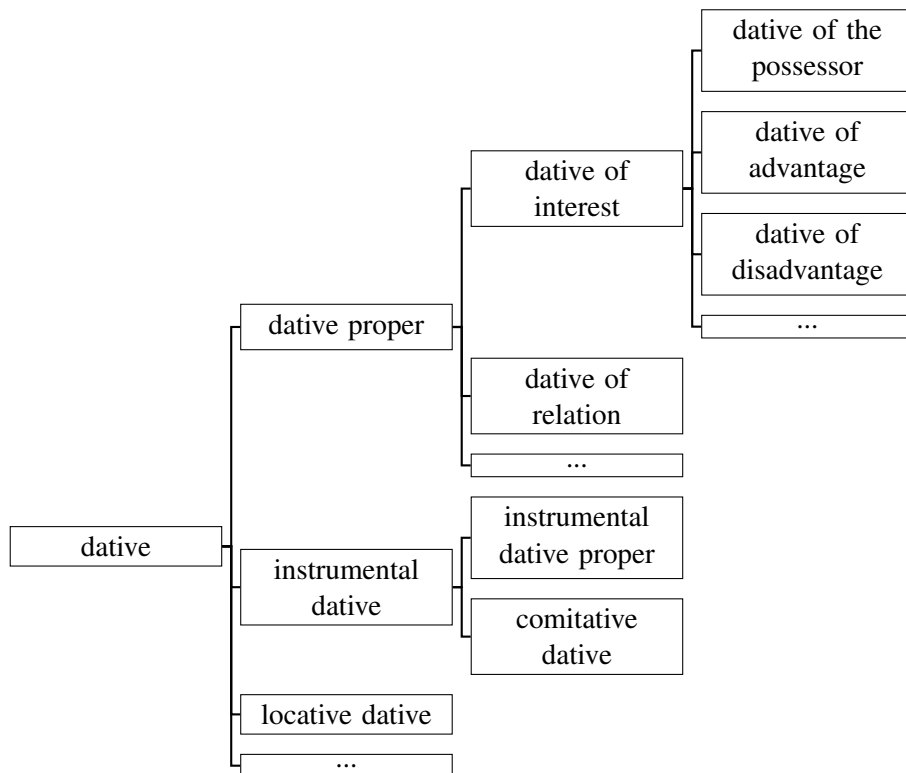 dative of the
possessor
dative of
advantage
dative of
interest
dative of
disadvantage
dative proper
...
dative of
relation
...
instrumental
dative proper
dative
instrumental
dative
comitative
dative
locative dative
...